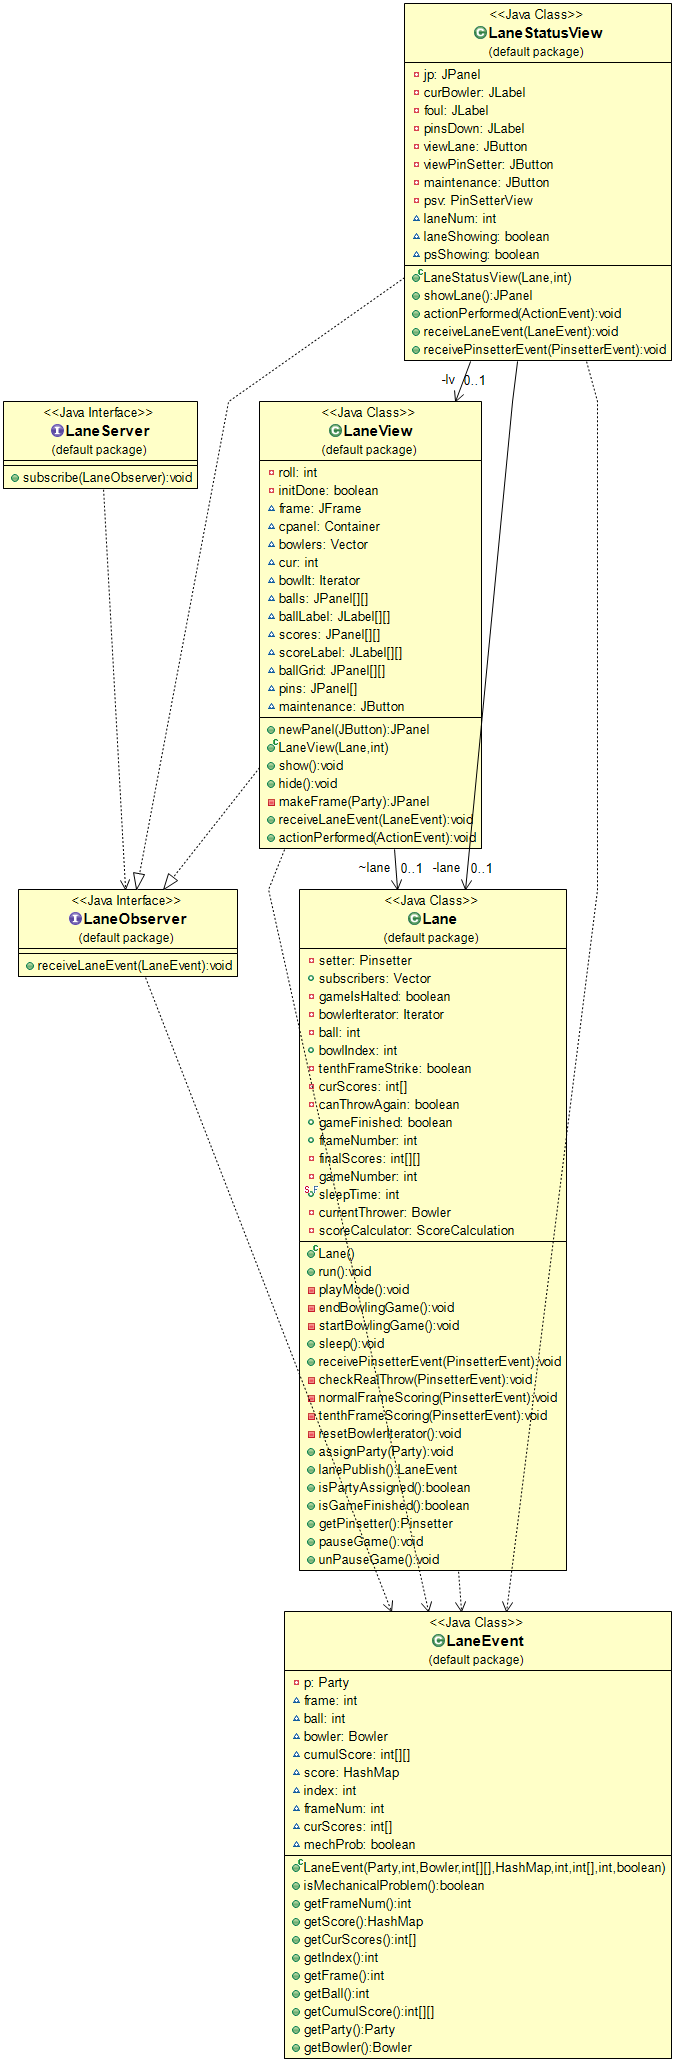 <<Java Class>>
LaneStatusView
(default package)
jp: JPanel
curBowler: JLabel
foul: JLabel
pinsDown: JLabel
viewLane: JButton
viewPinSetter: JButton
maintenance: JButton
psv: PinSetterView
laneNum: int
laneShowing: boolean
psShowing: boolean
LaneStatusView(Lane,int)
showLane():JPanel
actionPerformed(ActionEvent):void
receiveLaneEvent(LaneEvent):void
receivePinsetterEvent(PinsetterEvent):void
-lv 0..1
<<Java Interface>>
LaneServer
(default package)
subscribe(LaneObserver):void
<<Java Class>>
LaneView
(default package)
roll: int
initDone: boolean
frame: JFrame
cpanel: Container
bowlers: Vector
cur: int
bowlIt: Iterator
balls: JPanel[][]
ballLabel: JLabel[][]
scores: JPanel[][]
scoreLabel: JLabel[][]
ballGrid: JPanel[][]
pins: JPanel[]
maintenance: JButton
newPanel(JButton):JPanel
LaneView(Lane,int)
show():void
hide():void
makeFrame(Party):JPanel
receiveLaneEvent(LaneEvent):void
actionPerformed(ActionEvent):void
~lane 0..1 -lane 0..1
<<Java Interface>>
LaneObserver
(default package)
receiveLaneEvent(LaneEvent):void
<<Java Class>>
Lane
(default package)
setter: Pinsetter
subscribers: Vector
gameIsHalted: boolean
bowlerIterator: Iterator
ball: int
bowlIndex: int
tenthFrameStrike: boolean
curScores: int[]
canThrowAgain: boolean
gameFinished: boolean
frameNumber: int
finalScores: int[][]
gameNumber: int
sleepTime: int
currentThrower: Bowler
scoreCalculator: ScoreCalculation
Lane()
run():void
playMode():void
endBowlingGame():void
startBowlingGame():void
sleep():void
receivePinsetterEvent(PinsetterEvent):void
checkRealThrow(PinsetterEvent):void
normalFrameScoring(PinsetterEvent):void
tenthFrameScoring(PinsetterEvent):void
resetBowlerIterator():void
assignParty(Party):void
lanePublish():LaneEvent
isPartyAssigned():boolean
isGameFinished():boolean
getPinsetter():Pinsetter
pauseGame():void
unPauseGame():void
<<Java Class>>
LaneEvent
(default package)
p: Party
frame: int
ball: int
bowler: Bowler
cumulScore: int[][]
score: HashMap
index: int
frameNum: int
curScores: int[]
mechProb: boolean
LaneEvent(Party,int,Bowler,int[][],HashMap,int,int[],int,boolean)
isMechanicalProblem():boolean
getFrameNum():int
getScore():HashMap
getCurScores():int[]
getIndex():int
getFrame():int
getBall():int
getCumulScore():int[][]
getParty():Party
getBowler():Bowler